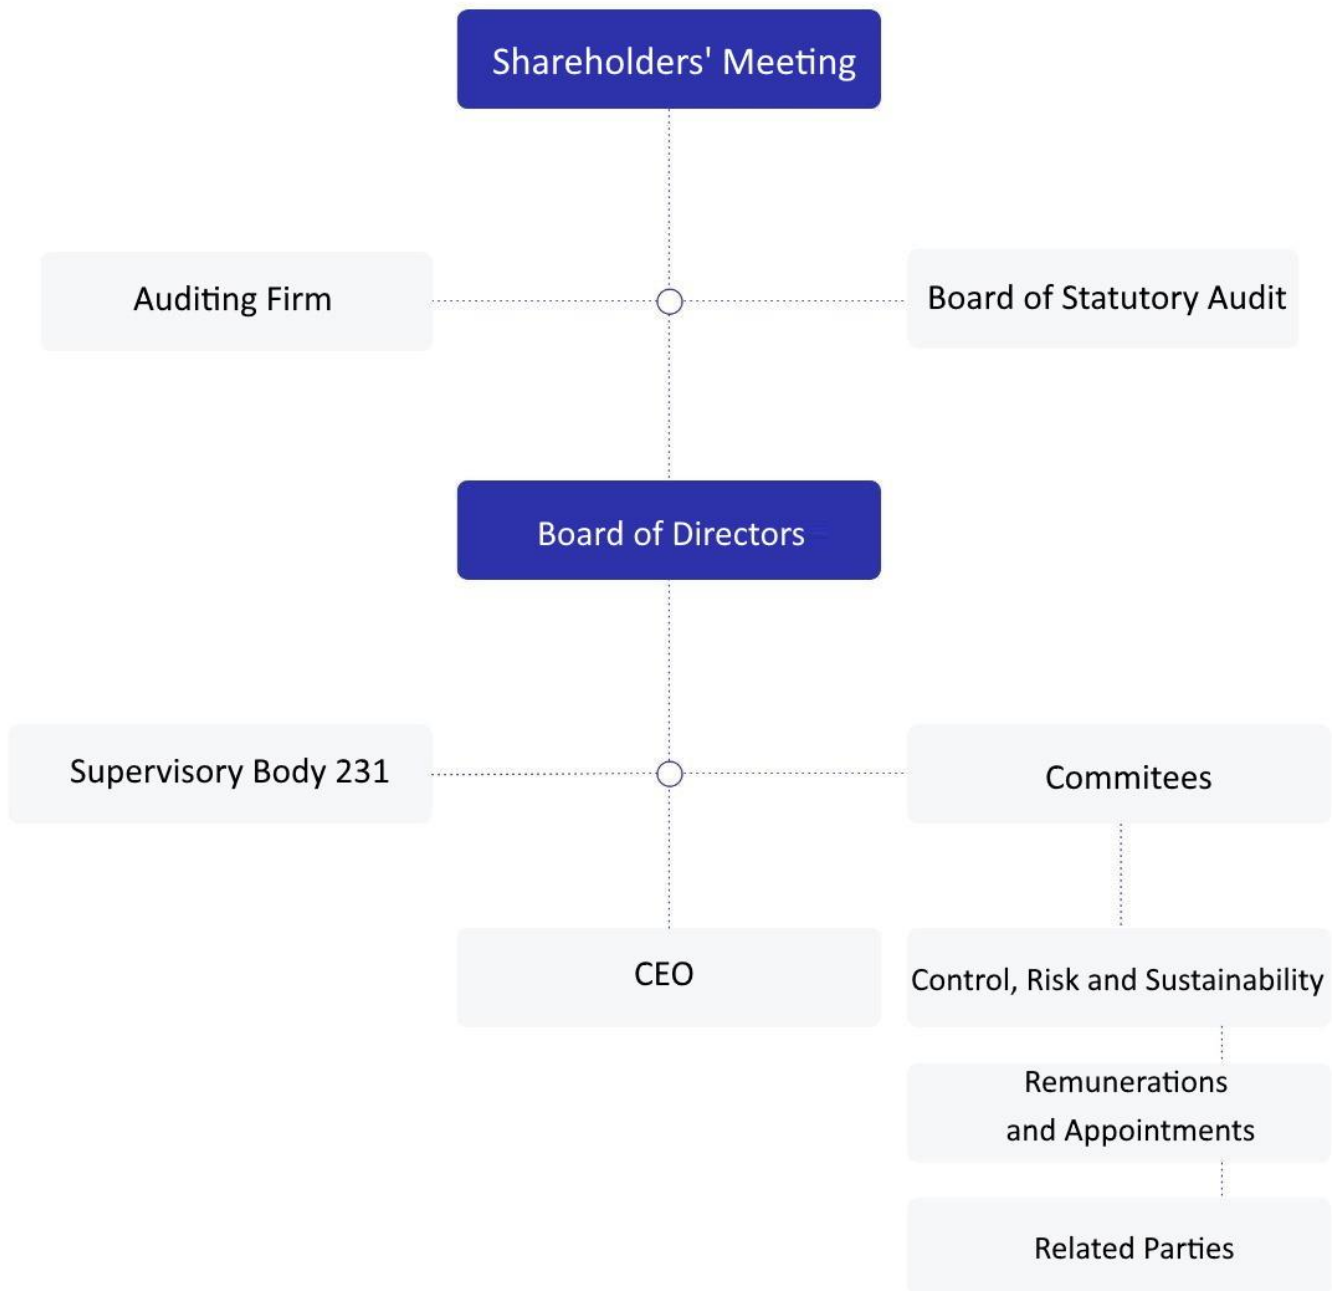 Shareholders' Meeting
Auditing Firm
Board of Statutory Audit
Board of Directors
Supervisory Body 231
Commitees
CEO
Control, Risk and Sustainability
Remunerations
and Appointments
Related Parties